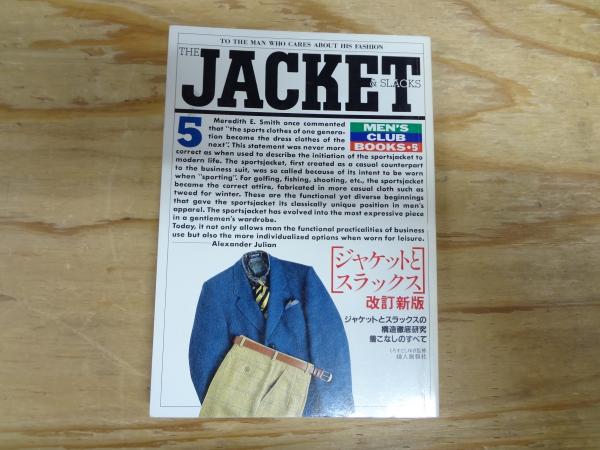 TO THE MAN WHO CARES ABOUT HIS FASHION
THE
JACKET
& SLACKS
5
MEN'S
CLUB
BOOKS•5
Meredith E. Smith once commented
that "the sports clothes of one genera-
tion become the dress clothes of the
next". This statement was never more
correct as when used to describe the initiation of the sportsjacket to
modern life. The sportsjacket, first created as a casual counterpart
to the business suit, was so called because of its intent to be worn
when "sporting". For golfing, fishing, shooting, etc., the sportsjacket
became the correct attire, fabricated in more casual cloth such as
tweed for winter. These are the functional yet diverse beginnings
that gave the sportsjacket its classically unique position in men's
apparel. The sportsjacket has evolved into the most expressive piece
in a gentlemen's wardrobe.
Today, it not only allows man the functional practicalities of business
use but also the more individualized options when worn for leisure.
Alexander Julian
[ジャケットと
スラックス]
改訂新版
ジャケットとスラックスの
構造徹底研究
着こなしのすべて
くろすとしゆき監修
婦人画報社